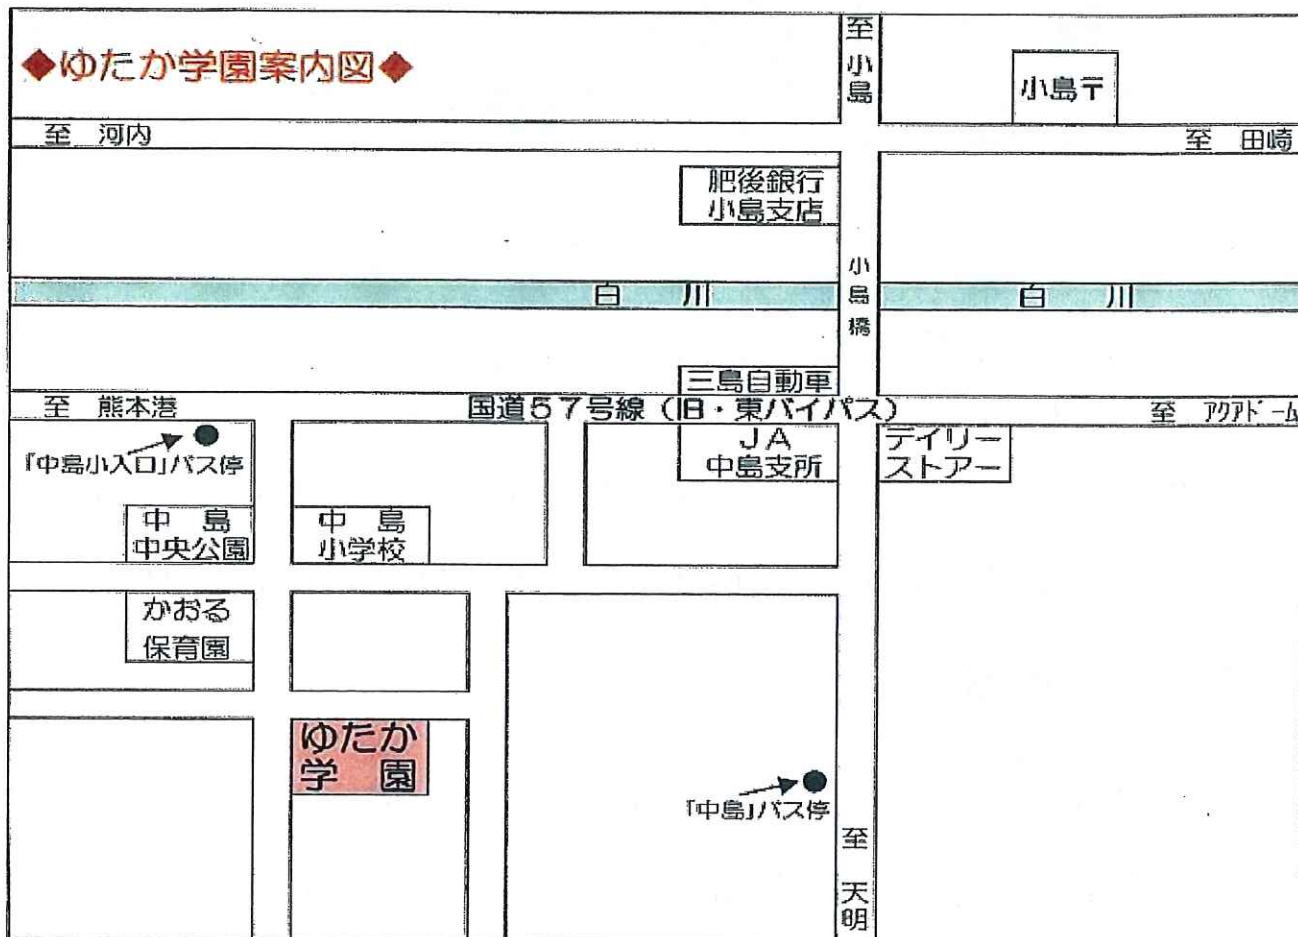 ◆ゆたか学園案内図◆
至 小島
小島〒
至 河内
至 田崎
肥後銀行
小島支店
小島橋
白 川
白 川
三島自動車
至 熊本港
国道57号線(旧・東バイパス)
至 アクアドーム
「中島小入口」バス停
JA
中島支所
デイリー
ストアー
中 島
中央公園
中 島
小学校
かおる
保育園
ゆたか
学 園
「中島」バス停
至 天明